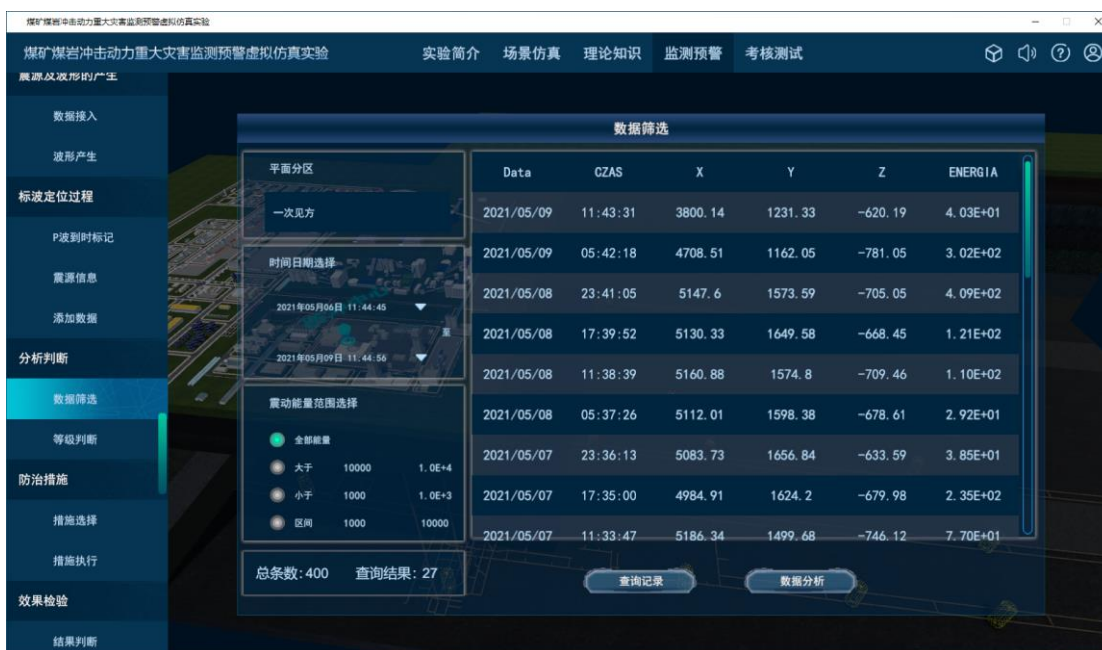 煤矿煤岩冲击动力重大灾害监测预警虚拟仿真实验
煤矿煤岩冲击动力重大灾害监测预警虚拟仿真实验 实验简介 场景仿真 理论知识 监测预警 考核测试
震源及波形的产生
数据接入
波形产生
标波定位过程
P波到时标记
震源信息
添加数据
分析判断
数据筛选
等级判断
防治措施
措施选择
措施执行
效果检验
结果判断
数据筛选
平面分区
一次见方
时间日期选择
2021年05月06日 11:44:45
至
2021年05月09日 11:44:56
震动能量范围选择
全部能量
大于 10000 1.0E+4
小于 1000 1.0E+3
区间 1000 10000
总条数:400 查询结果: 27
Data CZAS X Y Z ENERGIA
2021/05/09 11:43:31 3800.14 1231.33 -620.19 4.03E+01
2021/05/09 05:42:18 4708.51 1162.05 -781.05 3.02E+02
2021/05/08 23:41:05 5147.6 1573.59 -705.05 4.09E+02
2021/05/08 17:39:52 5130.33 1649.58 -668.45 1.21E+02
2021/05/08 11:38:39 5160.88 1574.8 -709.46 1.10E+02
2021/05/08 05:37:26 5112.01 1598.38 -678.61 2.92E+01
2021/05/07 23:36:13 5083.73 1656.84 -633.59 3.85E+01
2021/05/07 17:35:00 4984.91 1624.2 -679.98 2.35E+02
2021/05/07 11:33:47 5186.34 1499.68 -746.12 7.70E+01
查询记录 数据分析